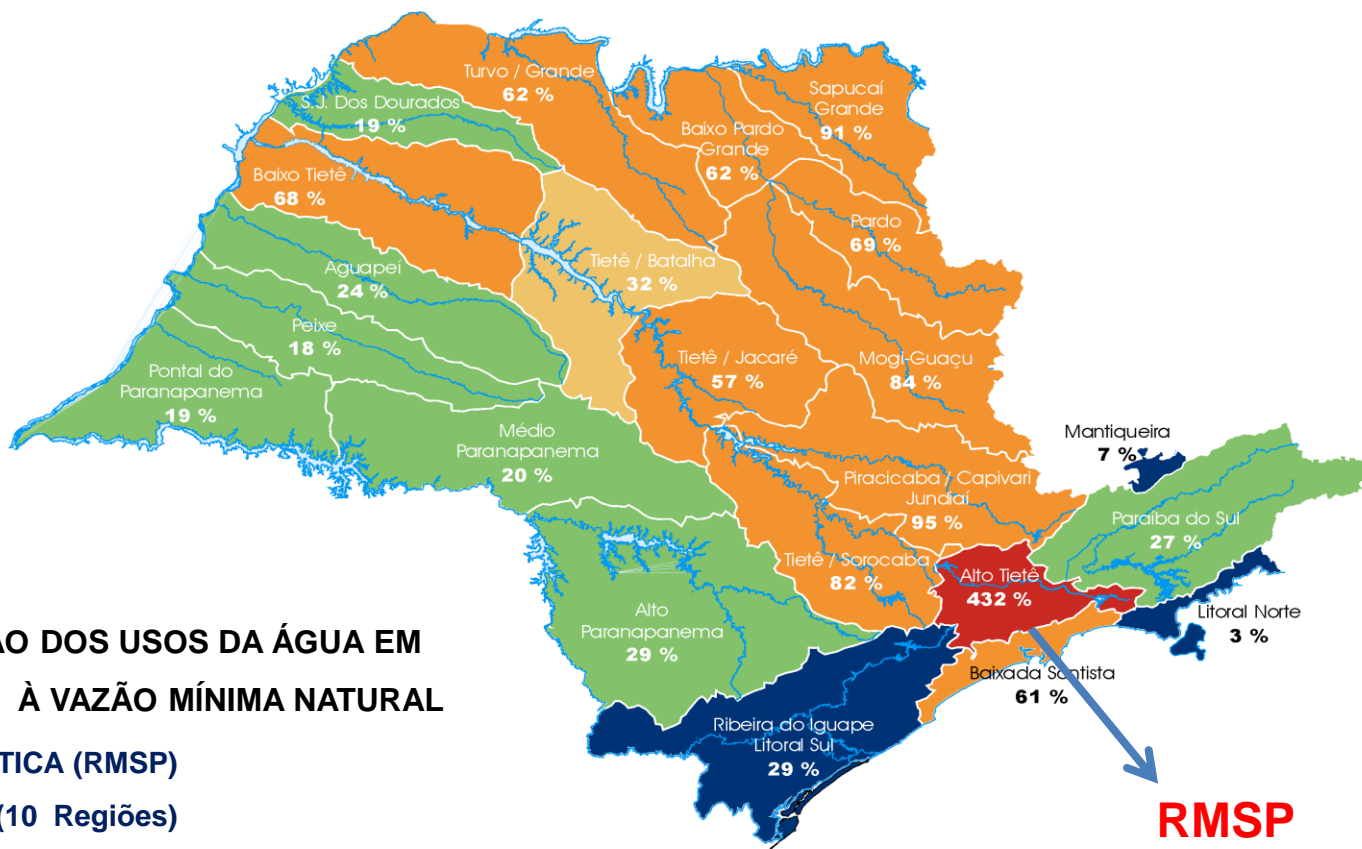 Turvo / Grande
62 %
Sapucaí
Grande
91 %
S.J. Dos Dourados
19 %
Baixo Pardo
Grande
62 %
Baixo Tietê
68 %
Pardo
69 %
Tietê / Batalha
32 %
Aguapeí
24 %
Peixe
18 %
Tietê / Jacaré
57 %
Mogi-Guaçu
84 %
Pontal do
Paranapanema
19 %
Médio
Paranapanema
20 %
Mantiqueira
7 %
Piracicaba / Capivari
Jundiaí
95 %
Paraíba do Sul
27 %
Tietê / Sorocaba
82 %
Alto Tietê
432 %
Alto
Paranapanema
29 %
Litoral Norte
3 %
Baixada Santista
61 %
Ribeira do Iguape
Litoral Sul
29 %
ÃO DOS USOS DA ÁGUA EM
À VAZÃO MÍNIMA NATURAL
TICA (RMSP)
(10 Regiões)
RMSP